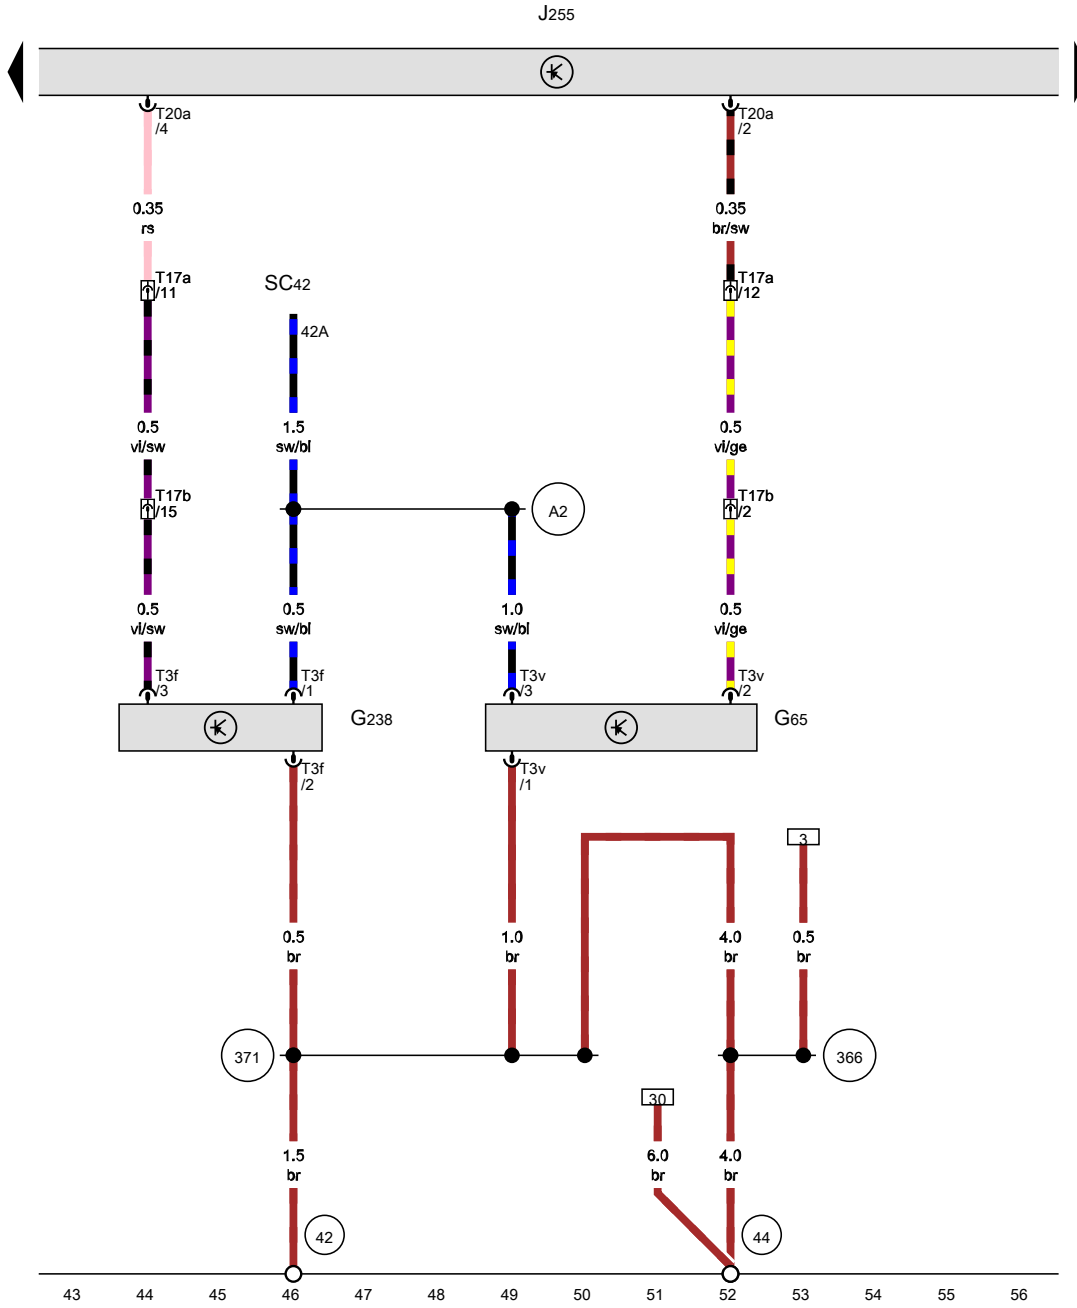 J255
T20a
/4
T20a
/2
0.35
rs
0.35
br/sw
T17a
/11
SC42
T17a
/12
42A
0.5
vi/sw
1.5
sw/bl
0.5
vi/ge
T17b
/15
A2
T17b
/2
0.5
vi/sw
0.5
sw/bl
1.0
sw/bl
0.5
vi/ge
T3f
/3
T3f
/1
T3v
/3
T3v
/2
G238
G65
T3f
/2
T3v
/1
3
0.5
br
1.0
br
4.0
br
0.5
br
371
366
30
1.5
br
6.0
br
4.0
br
42
44
43 44 45 46 47 48 49 50 51 52 53 54 55 56